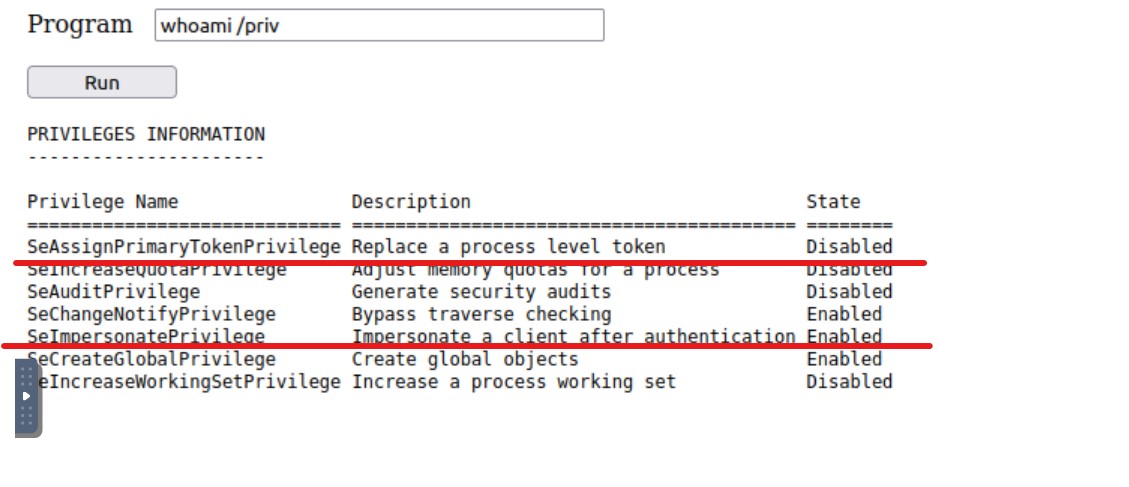 Program whoami /priv
Run
PRIVILEGES INFORMATION
----------------------
Privilege Name                Description                               State
============================= ========================================= ========
SeAssignPrimaryTokenPrivilege Replace a process level token             Disabled
SeIncreaseQuotaPrivilege      Adjust memory quotas for a process        Disabled
SeAuditPrivilege              Generate security audits                  Disabled
SeChangeNotifyPrivilege       Bypass traverse checking                  Enabled
SeImpersonatePrivilege        Impersonate a client after authentication Enabled
SeCreateGlobalPrivilege       Create global objects                     Enabled
SeIncreaseWorkingSetPrivilege Increase a process working set            Disabled